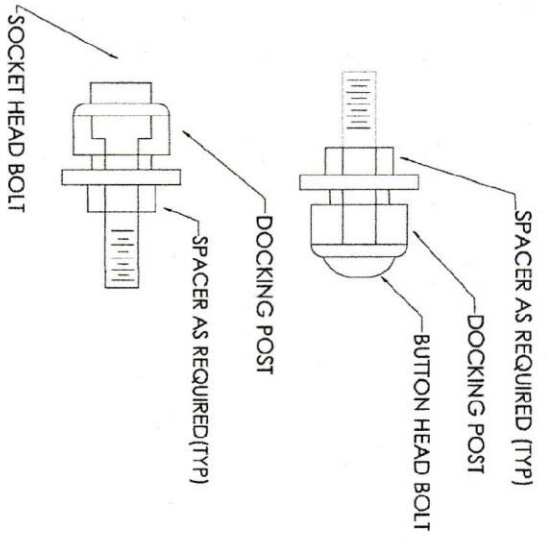 SPACER AS REQUIRED (TYP)
DOCKING POST
BUTTON HEAD BOLT
DOCKING POST
SPACER AS REQUIRED(TYP)
SOCKET HEAD BOLT